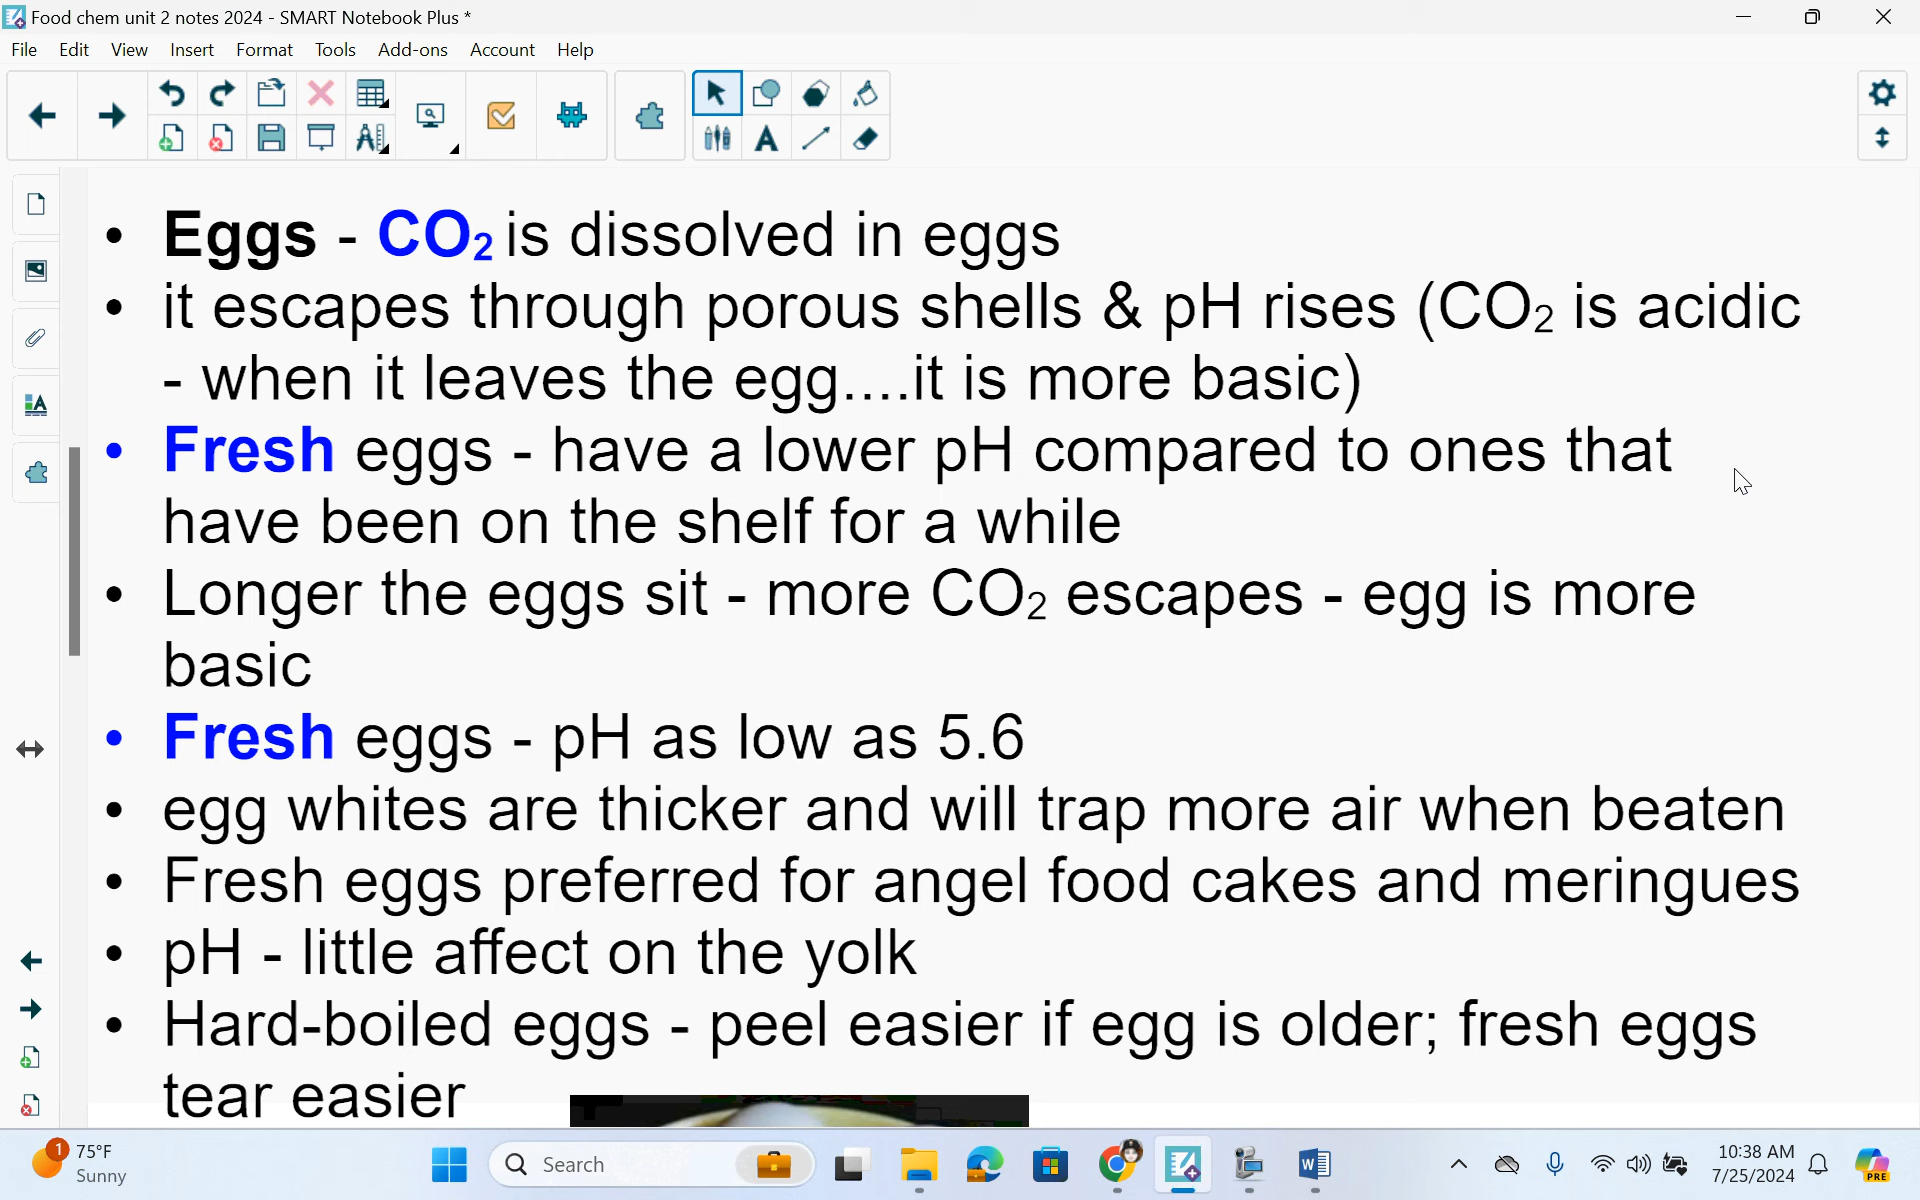 Food chem unit 2 notes 2024 - SMART Notebook Plus *
File Edit View Insert Format Tools Add-ons Account Help
• Eggs - CO₂ is dissolved in eggs
• it escapes through porous shells & pH rises (CO₂ is acidic
- when it leaves the egg....it is more basic)
• Fresh eggs - have a lower pH compared to ones that
have been on the shelf for a while
• Longer the eggs sit - more CO₂ escapes - egg is more
basic
• Fresh eggs - pH as low as 5.6
• egg whites are thicker and will trap more air when beaten
• Fresh eggs preferred for angel food cakes and meringues
• pH - little affect on the yolk
• Hard-boiled eggs - peel easier if egg is older; fresh eggs
tear easier
1
75°F
Sunny
Search
10:38 AM
7/25/2024
PRE